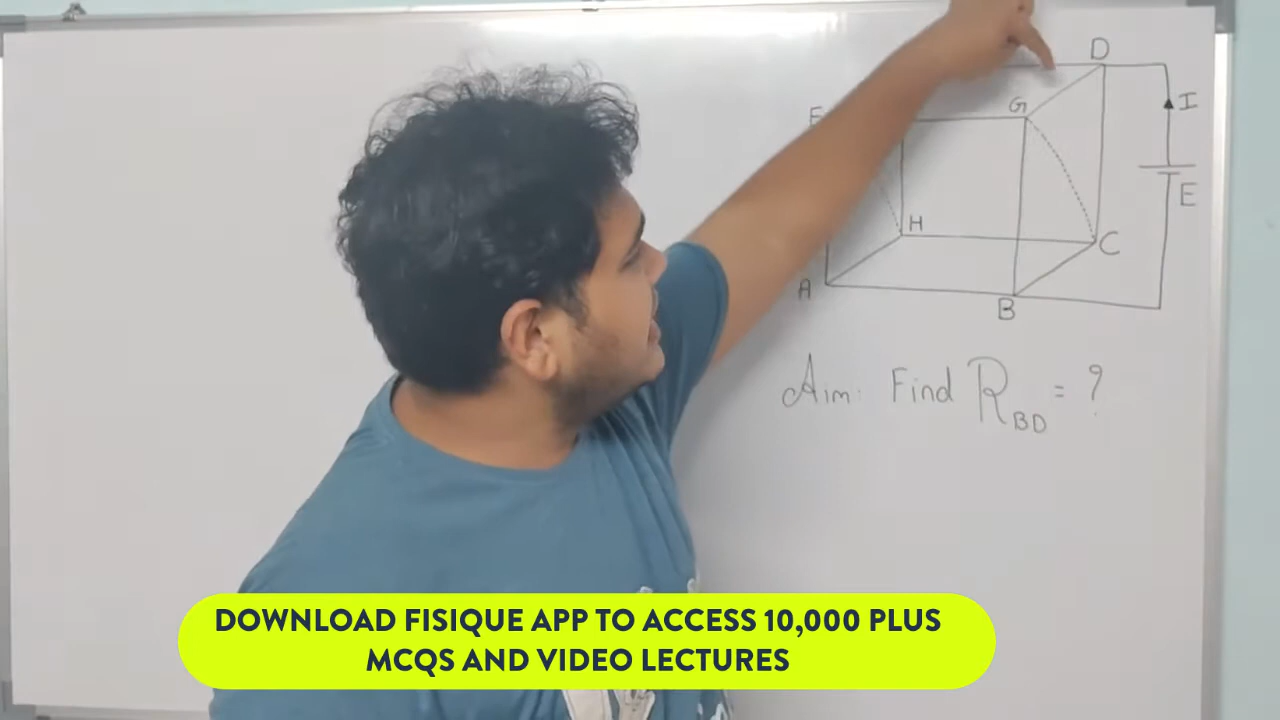 D
I
G
E
E
H
C
A
B
Aim: Find R_BD = ?
DOWNLOAD FISIQUE APP TO ACCESS 10,000 PLUS
MCQS AND VIDEO LECTURES